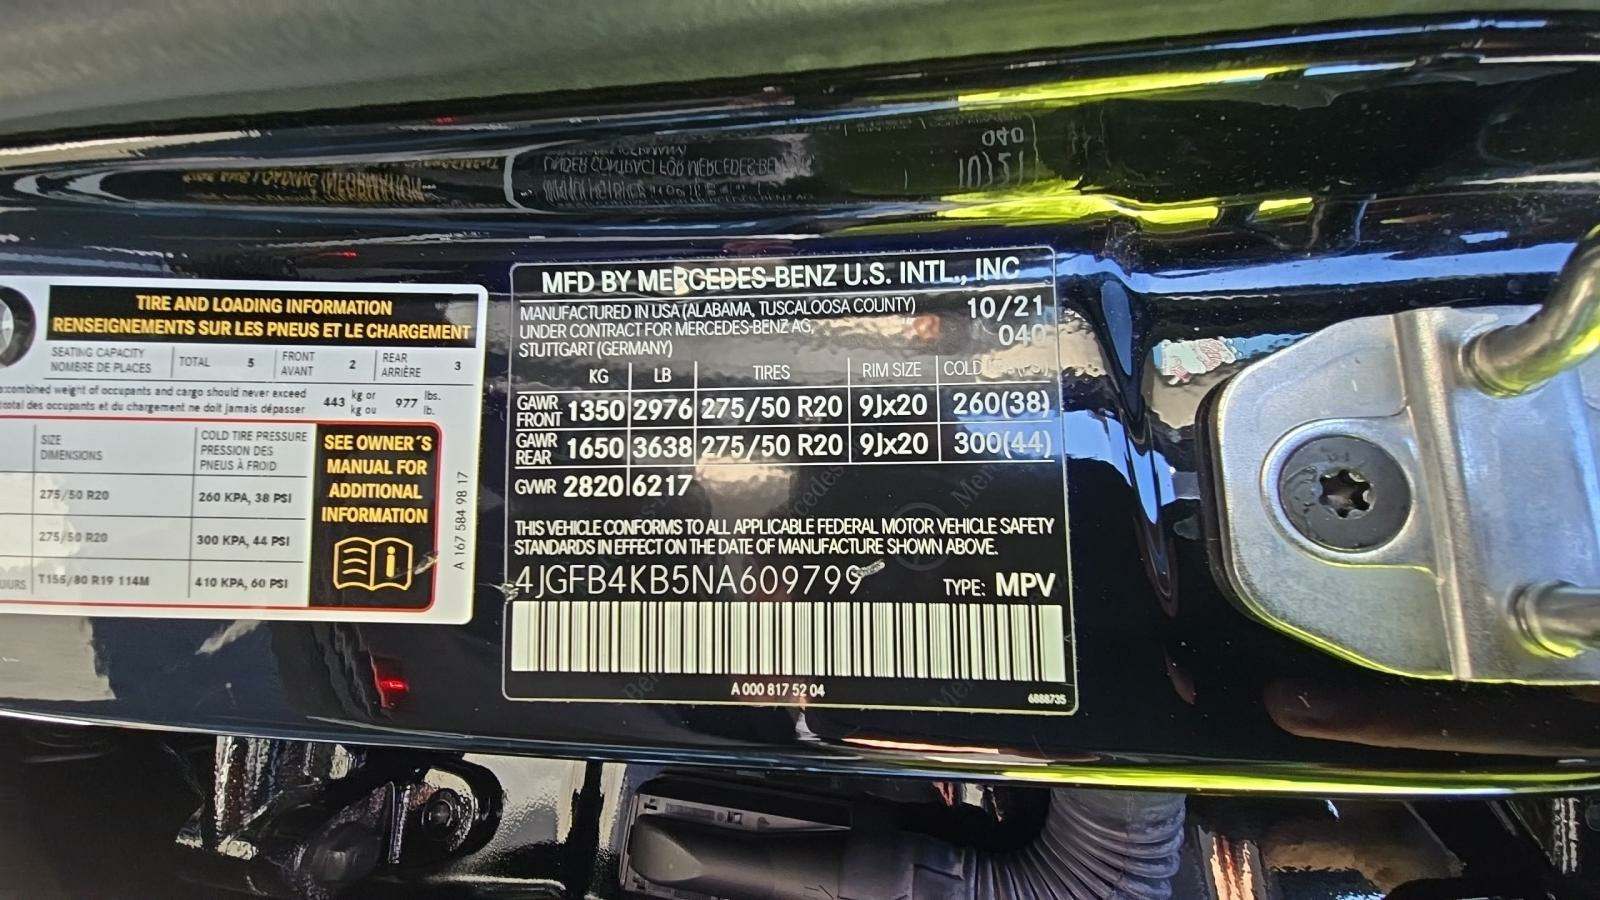 TIRE AND LOADING INFORMATION
RENSEIGNEMENTS SUR LES PNEUS ET LE CHARGEMENT
SEATING CAPACITY
NOMBRE DE PLACES
TOTAL 5
FRONT
AVANT
2
REAR
ARRIÈRE
3
combined weight of occupants and cargo should never exceed
total des occupants et du chargement ne doit jamais dépasser
443 kg or
kg ou
977 lbs.
lb.
SIZE
DIMENSIONS
COLD TIRE PRESSURE
PRESSION DES
PNEUS À FROID
275/50 R20 260 KPA, 38 PSI
275/50 R20 300 KPA, 44 PSI
T155/80 R19 114M 410 KPA, 60 PSI
SEE OWNER´S
MANUAL FOR
ADDITIONAL
INFORMATION
A 167 584 98 17
MFD BY MERCEDES-BENZ U.S. INTL., INC
MANUFACTURED IN USA (ALABAMA, TUSCALOOSA COUNTY) 10/21
UNDER CONTRACT FOR MERCEDES-BENZ AG, 040
STUTTGART (GERMANY)
KG LB TIRES RIM SIZE COLD
GAWR
FRONT
1350 2976 275/50 R20 9Jx20 260(38)
GAWR
REAR
1650 3638 275/50 R20 9Jx20 300(44)
GVWR 2820 6217
THIS VEHICLE CONFORMS TO ALL APPLICABLE FEDERAL MOTOR VEHICLE SAFETY
STANDARDS IN EFFECT ON THE DATE OF MANUFACTURE SHOWN ABOVE.
4JGFB4KB5NA609799 TYPE: MPV
A 000 817 52 04
6888735